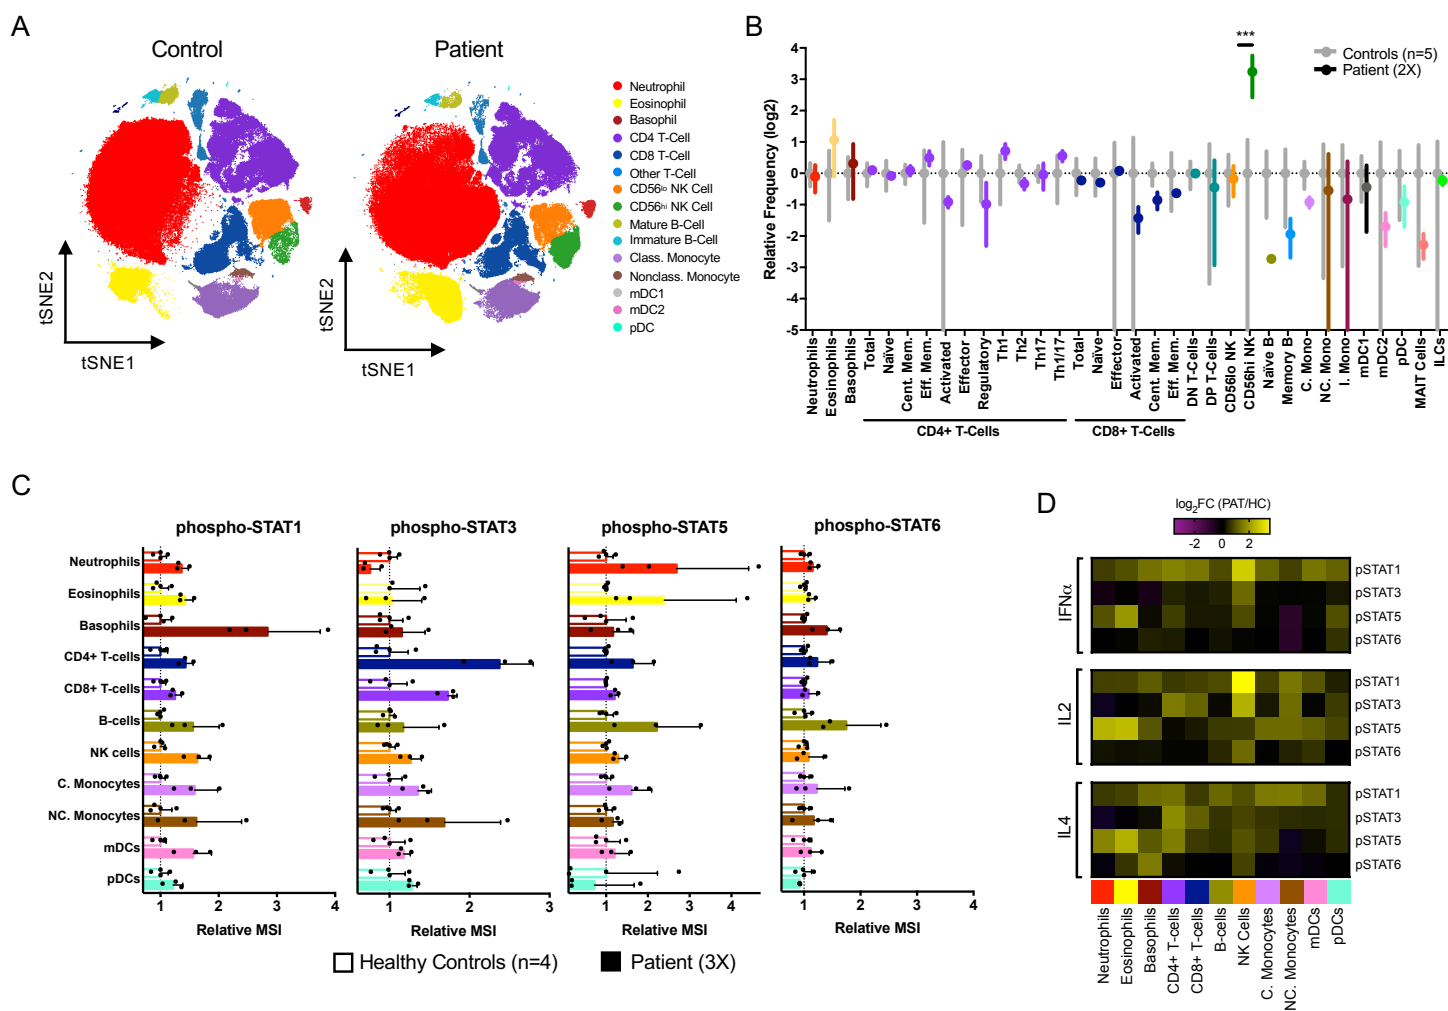 A
Control
Patient
tSNE2
tSNE1
tSNE2
tSNE1
Neutrophil
Eosinophil
Basophil
CD4 T-Cell
CD8 T-Cell
Other T-Cell
CD56lo NK Cell
CD56hi NK Cell
Mature B-Cell
Immature B-Cell
Class. Monocyte
Nonclass. Monocyte
mDC1
mDC2
pDC
B
Relative Frequency (log2)
4
3
2
1
0
-1
-2
-3
-4
-5
***
Controls (n=5)
Patient (2X)
Neutrophils
Eosinophils
Basophils
Total
Naïve
Cent. Mem.
Eff. Mem.
Activated
Effector
Regulatory
Th1
Th2
Th17
Th1/17
Total
Naïve
Effector
Activated
Cent. Mem.
Eff. Mem.
DN T-Cells
DP T-Cells
CD56lo NK
CD56hi NK
Naïve B
Memory B
C. Mono
NC. Mono
I. Mono
mDC1
mDC2
pDC
MAIT Cells
ILCs
CD4+ T-Cells
CD8+ T-Cells
C
phospho-STAT1
phospho-STAT3
phospho-STAT5
phospho-STAT6
Neutrophils
Eosinophils
Basophils
CD4+ T-cells
CD8+ T-cells
B-cells
NK cells
C. Monocytes
NC. Monocytes
mDCs
pDCs
1 2 3 4
1 2 3
1 2 3 4
1 2 3 4
Relative MSI
Relative MSI
Relative MSI
Relative MSI
Healthy Controls (n=4)
Patient (3X)
D
log2FC (PAT/HC)
-2 0 2
IFNα
pSTAT1
pSTAT3
pSTAT5
pSTAT6
IL2
pSTAT1
pSTAT3
pSTAT5
pSTAT6
IL4
pSTAT1
pSTAT3
pSTAT5
pSTAT6
Neutrophils
Eosinophils
Basophils
CD4+ T-cells
CD8+ T-cells
B-cells
NK Cells
C. Monocytes
NC. Monocytes
mDCs
pDCs